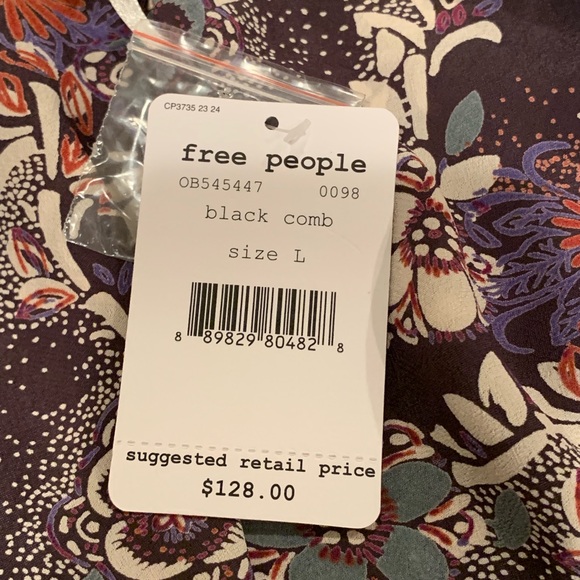 CP3735 23 24
free people
OB545447 0098
black comb
size L
8 89829 80482 8
suggested retail price
$128.00